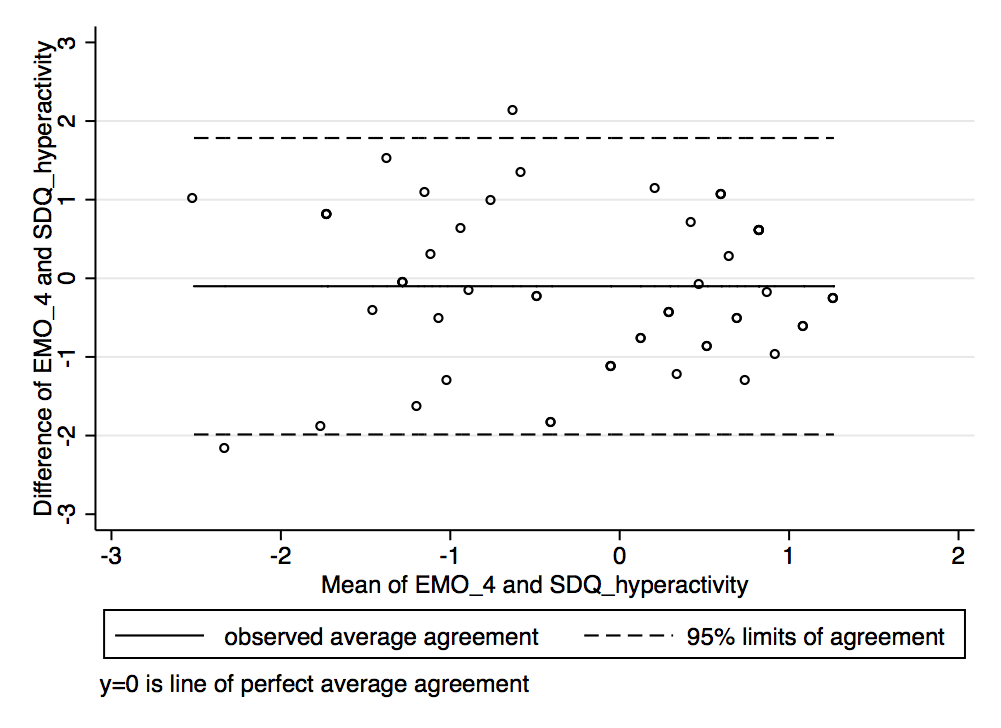 Difference of EMO_4 and SDQ_hyperactivity
3
2
1
0
-1
-2
-3
-3 -2 -1 0 1 2
Mean of EMO_4 and SDQ_hyperactivity
observed average agreement 95% limits of agreement
y=0 is line of perfect average agreement